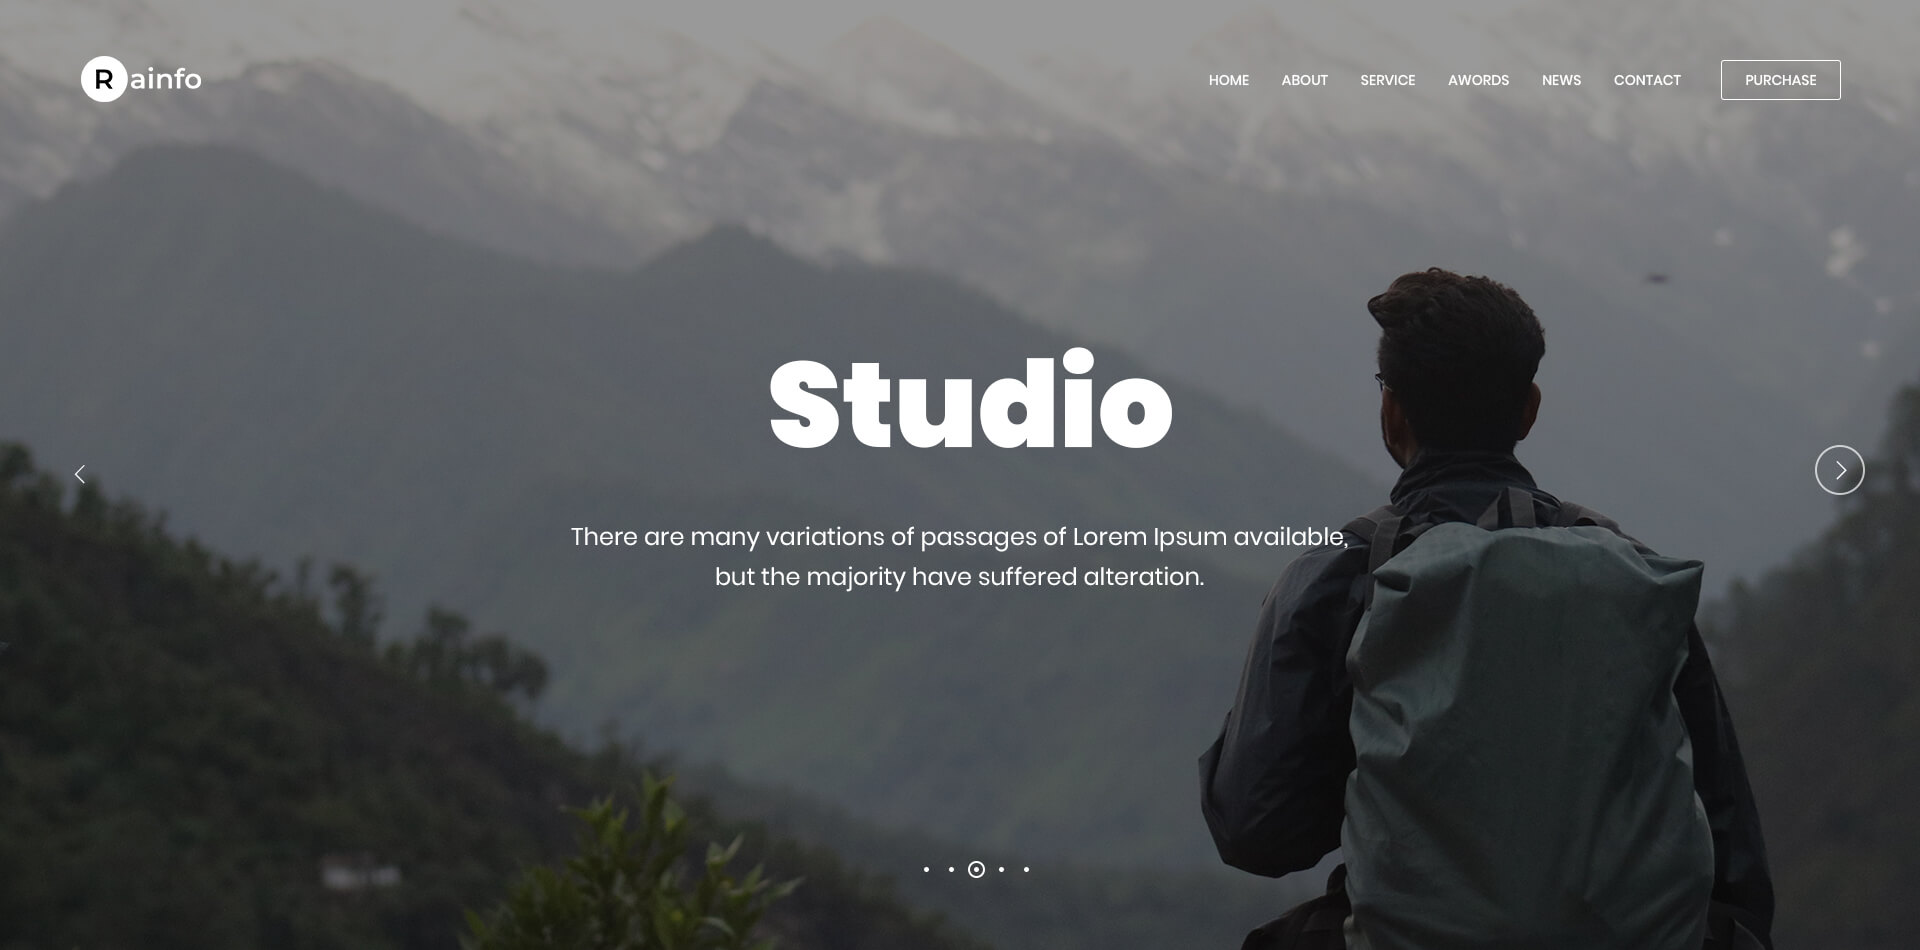 Rainfo
HOME ABOUT SERVICE AWORDS NEWS CONTACT PURCHASE
Studio
There are many variations of passages of Lorem Ipsum available,
but the majority have suffered alteration.